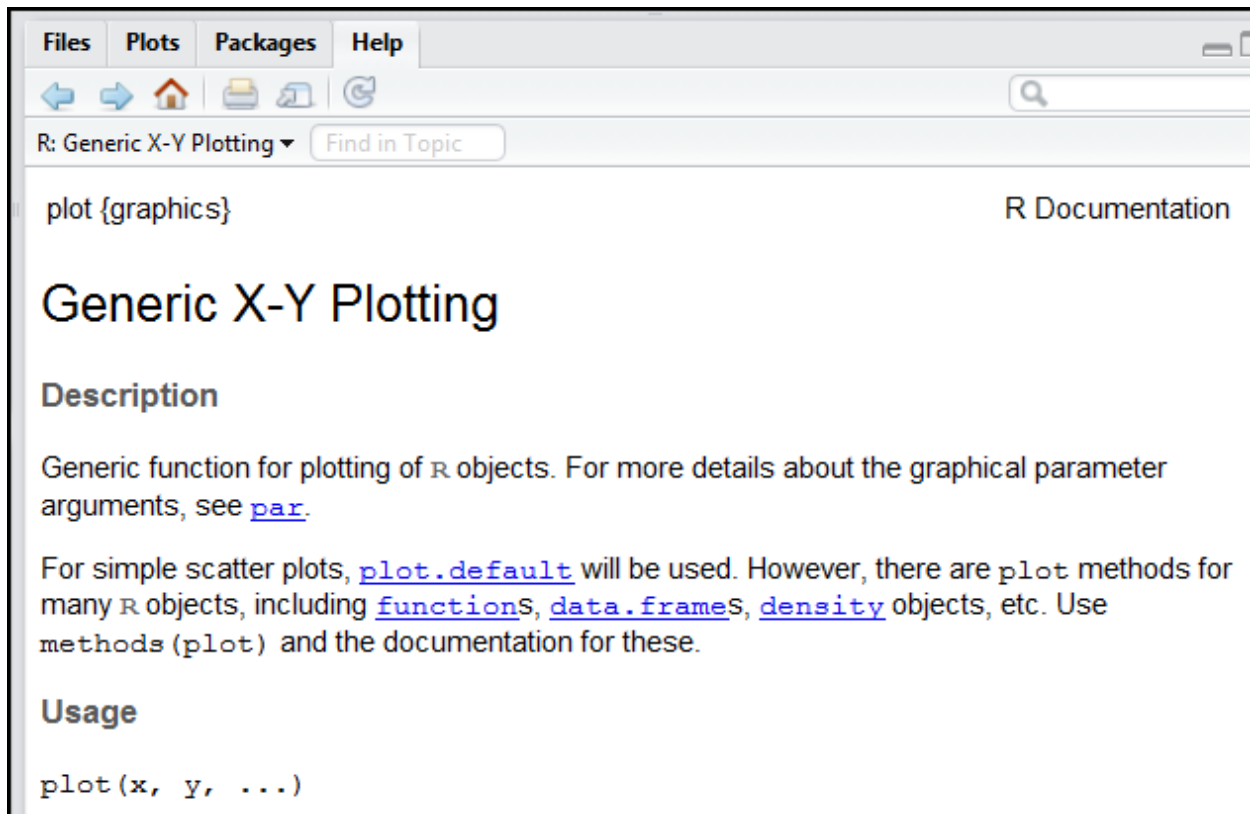 Files Plots Packages Help
R: Generic X-Y Plotting Find in Topic
plot {graphics} R Documentation
Generic X-Y Plotting
Description
Generic function for plotting of R objects. For more details about the graphical parameter
arguments, see par.
For simple scatter plots, plot.default will be used. However, there are plot methods for
many R objects, including functions, data.frames, density objects, etc. Use
methods(plot) and the documentation for these.
Usage
plot(x, y, ...)